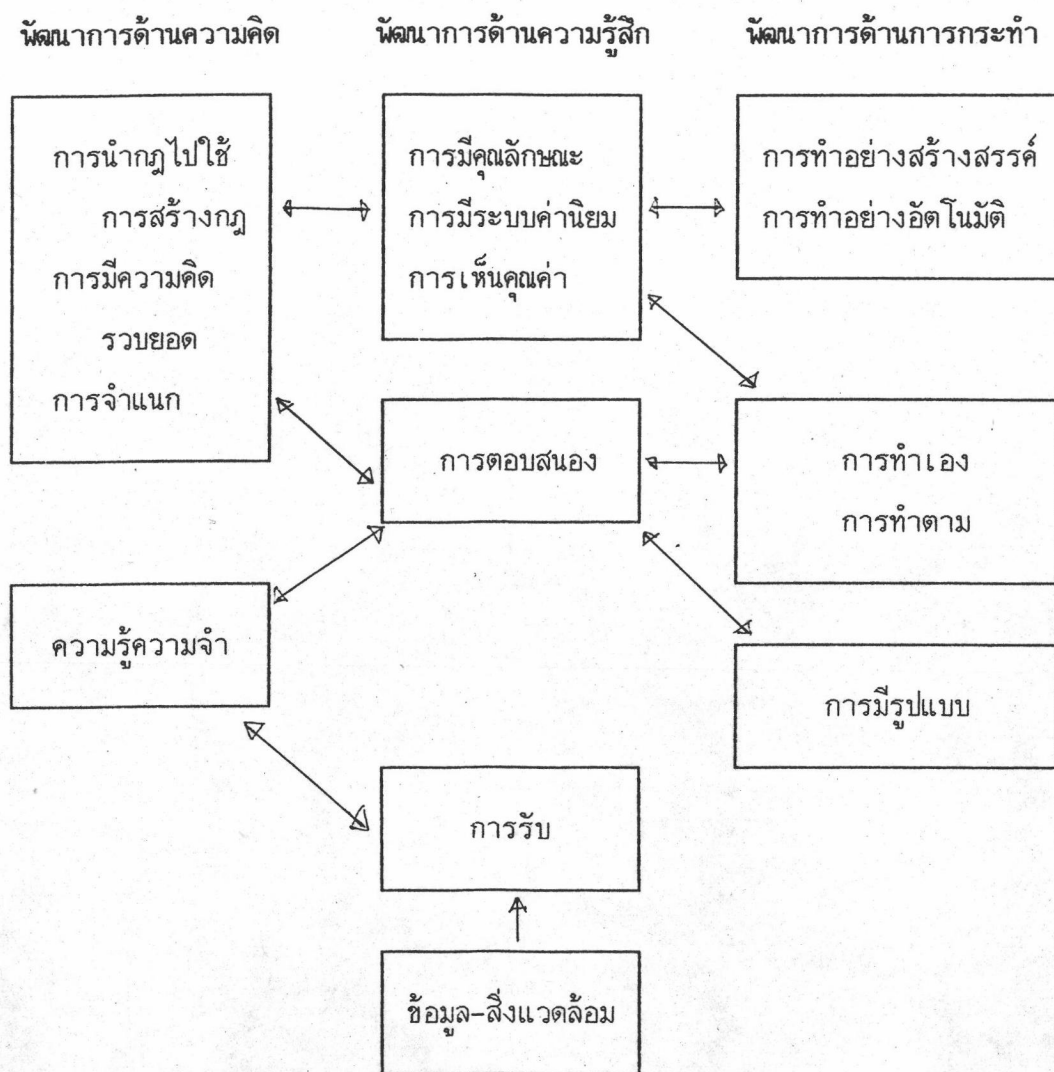 พัฒนาการด้านความคิด
พัฒนาการด้านความรู้สึก
พัฒนาการด้านการกระทำ
การนำกฎไปใช้
การสร้างกฎ
การมีความคิด
รวบยอด
การจำแนก
การมีคุณลักษณะ
การมีระบบค่านิยม
การเห็นคุณค่า
การทำอย่างสร้างสรรค์
การทำอย่างอัตโนมัติ
การตอบสนอง
การทำเอง
การทำตาม
ความรู้ความจำ
การมีรูปแบบ
การรับ
ข้อมูล-สิ่งแวดล้อม